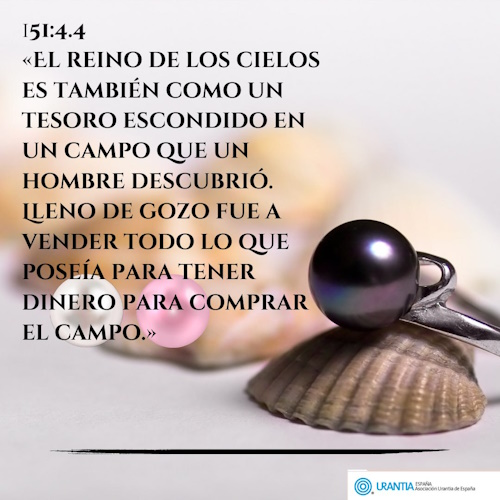 151:4.4
«El reino de los cielos
es también como un
tesoro escondido en
un campo que un
hombre descubrió.
Lleno de gozo fue a
vender todo lo que
poseía para tener
dinero para comprar
el campo.»
URANTIA ESPAÑA
Asociación Urantia de España